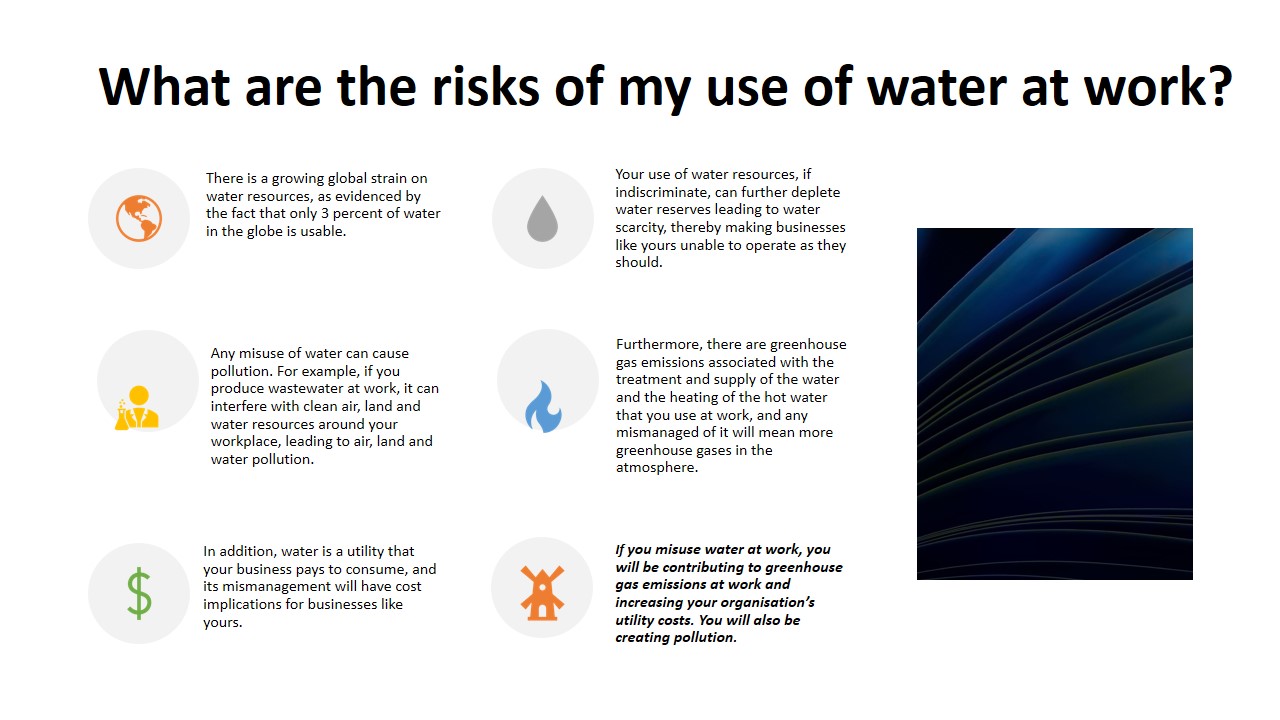 What are the risks of my use of water at work?
There is a growing global strain on
water resources, as evidenced by
the fact that only 3 percent of water
in the globe is usable.
Your use of water resources, if
indiscriminate, can further deplete
water reserves leading to water
scarcity, thereby making businesses
like yours unable to operate as they
should.
Any misuse of water can cause
pollution. For example, if you
produce wastewater at work, it can
interfere with clean air, land and
water resources around your
workplace, leading to air, land and
water pollution.
Furthermore, there are greenhouse
gas emissions associated with the
treatment and supply of the water
and the heating of the hot water
that you use at work, and any
mismanaged of it will mean more
greenhouse gases in the
atmosphere.
In addition, water is a utility that
your business pays to consume, and
its mismanagement will have cost
implications for businesses like
yours.
If you misuse water at work, you
will be contributing to greenhouse
gas emissions at work and
increasing your organisation’s
utility costs. You will also be
creating pollution.